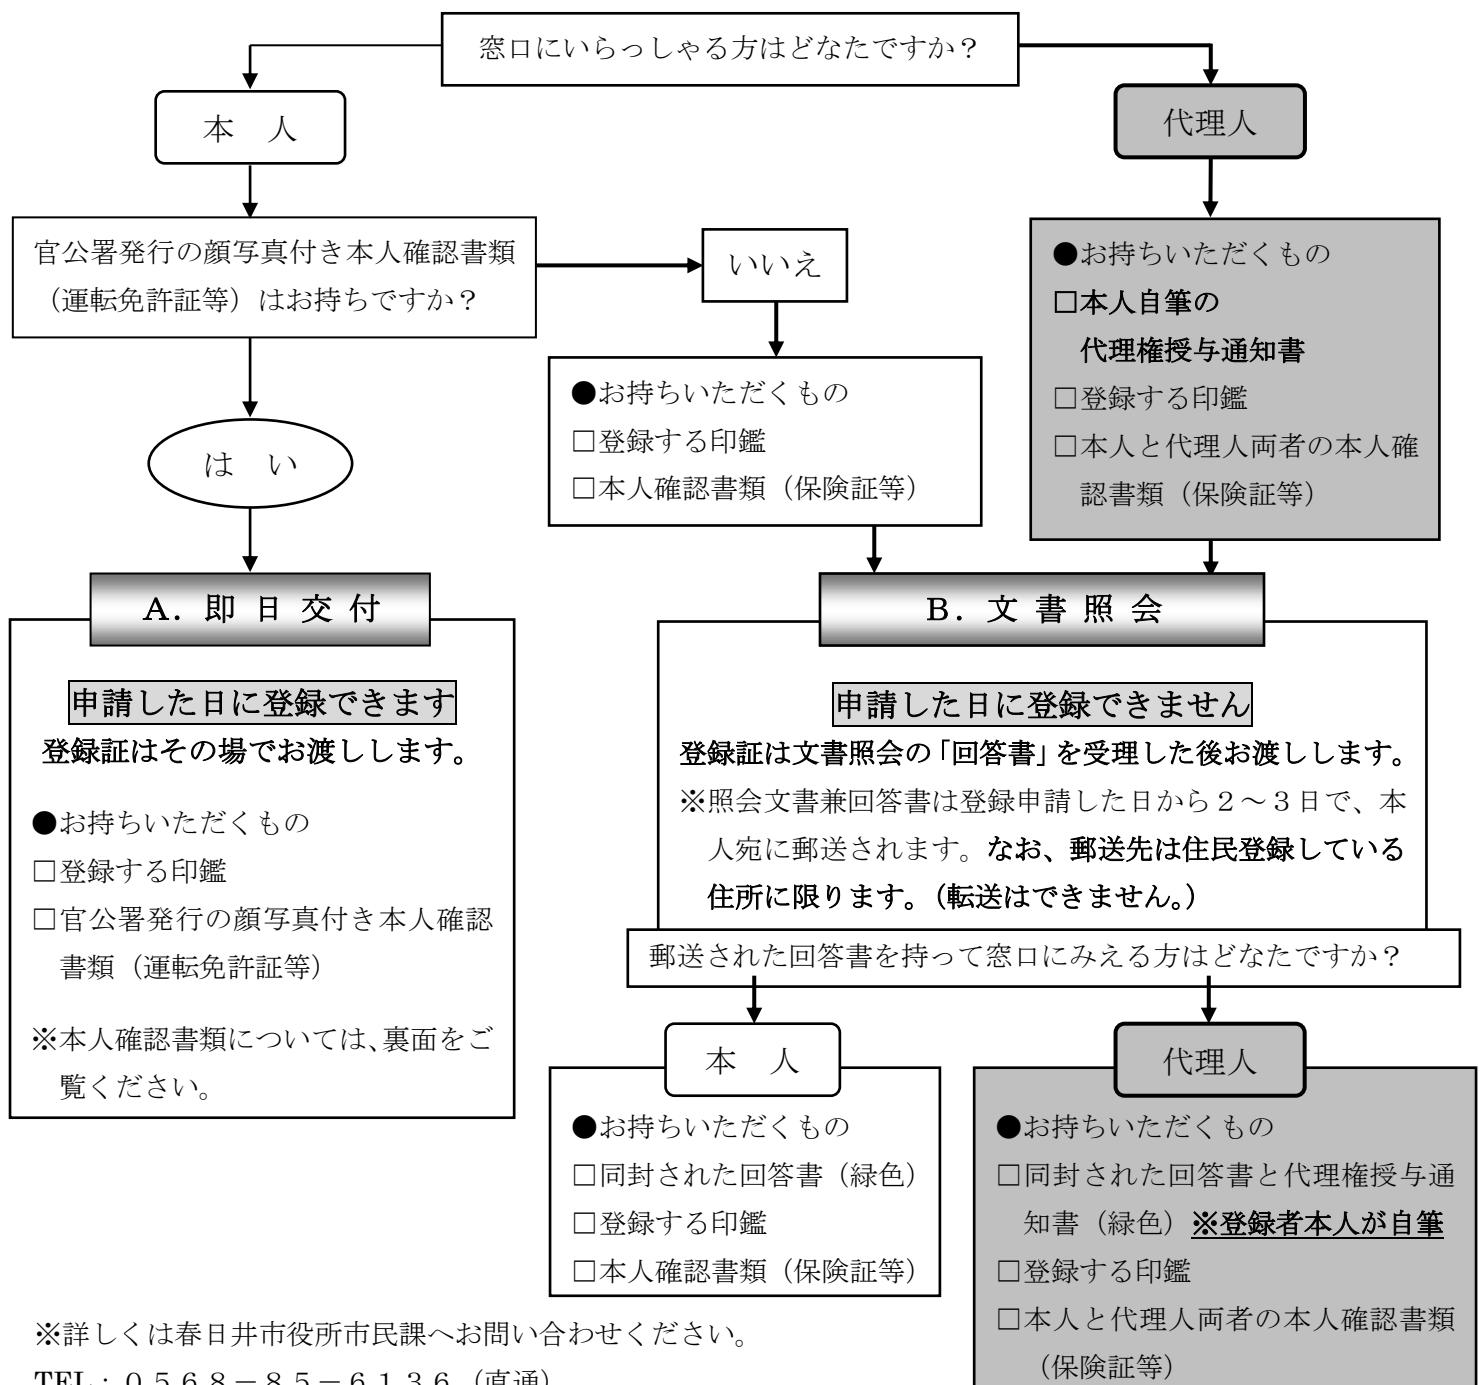 窓口にいらっしゃる方はどなたですか？
本　人
代理人
官公署発行の顔写真付き本人確認書類
（運転免許証等）はお持ちですか？
いいえ
●お持ちいただくもの
□本人自筆の
代理権授与通知書
□登録する印鑑
□本人と代理人両者の本人確
認書類（保険証等）
●お持ちいただくもの
□登録する印鑑
□本人確認書類（保険証等）
は　い
A．即 日 交 付
申請した日に登録できます
登録証はその場でお渡しします。
●お持ちいただくもの
□登録する印鑑
□官公署発行の顔写真付き本人確認
書類（運転免許証等）
※本人確認書類については、裏面をご
覧ください。
B．文 書 照 会
申請した日に登録できません
登録証は文書照会の「回答書」を受理した後お渡しします。
※照会文書兼回答書は登録申請した日から２～３日で、本
人宛に郵送されます。なお、郵送先は住民登録している
住所に限ります。（転送はできません。）
郵送された回答書を持って窓口にみえる方はどなたですか？
本　人
●お持ちいただくもの
□同封された回答書（緑色）
□登録する印鑑
□本人確認書類（保険証等）
代理人
●お持ちいただくもの
□同封された回答書と代理権授与通
知書（緑色）※登録者本人が自筆
□登録する印鑑
□本人と代理人両者の本人確認書類
（保険証等）
※詳しくは春日井市役所市民課へお問い合わせください。
TEL：０５６８－８５－６１３６（直通）